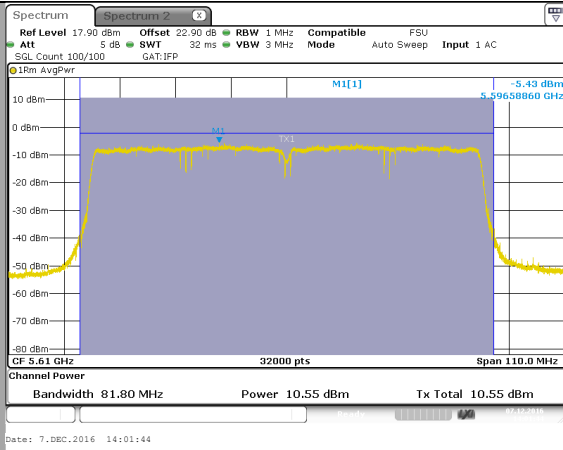 Spectrum
Spectrum 2 X
Ref Level 17.90 dBm Offset 22.90 dB RBW 1 MHz Compatible FSU
Att 5 dB SWT 32 ms VBW 3 MHz Mode Auto Sweep Input 1 AC
SGL Count 100/100 GAT:IFP
1Rm AvgPwr
M1[1] -5.43 dBm
5.59658860 GHz
10 dBm
0 dBm
M1
TX1
-10 dBm
-20 dBm
-30 dBm
-40 dBm
-50 dBm
-60 dBm
-70 dBm
-80 dBm
CF 5.61 GHz 32000 pts Span 110.0 MHz
Channel Power
Bandwidth 81.80 MHz Power 10.55 dBm Tx Total 10.55 dBm
Ready 07.12.2016
Date: 7.DEC.2016 14:01:44